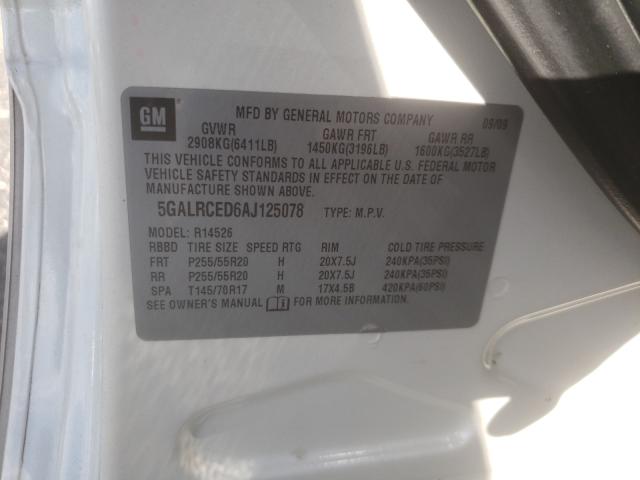 GM
MFD BY GENERAL MOTORS COMPANY 09/09
GVWR GAWR FRT GAWR RR
2908KG(6411LB) 1450KG(3196LB) 1600KG(3527LB)
THIS VEHICLE CONFORMS TO ALL APPLICABLE U.S. FEDERAL MOTOR
VEHICLE SAFETY STANDARDS IN EFFECT ON THE DATE OF
MANUFACTURE SHOWN ABOVE.
5GALRCED6AJ125078 TYPE: M.P.V.
MODEL: R14526
RBBD TIRE SIZE SPEED RTG RIM COLD TIRE PRESSURE
FRT P255/55R20 H 20X7.5J 240KPA(35PSI)
RR P255/55R20 H 20X7.5J 240KPA(35PSI)
SPA T145/70R17 M 17X4.5B 420KPA(60PSI)
SEE OWNER'S MANUAL FOR MORE INFORMATION.